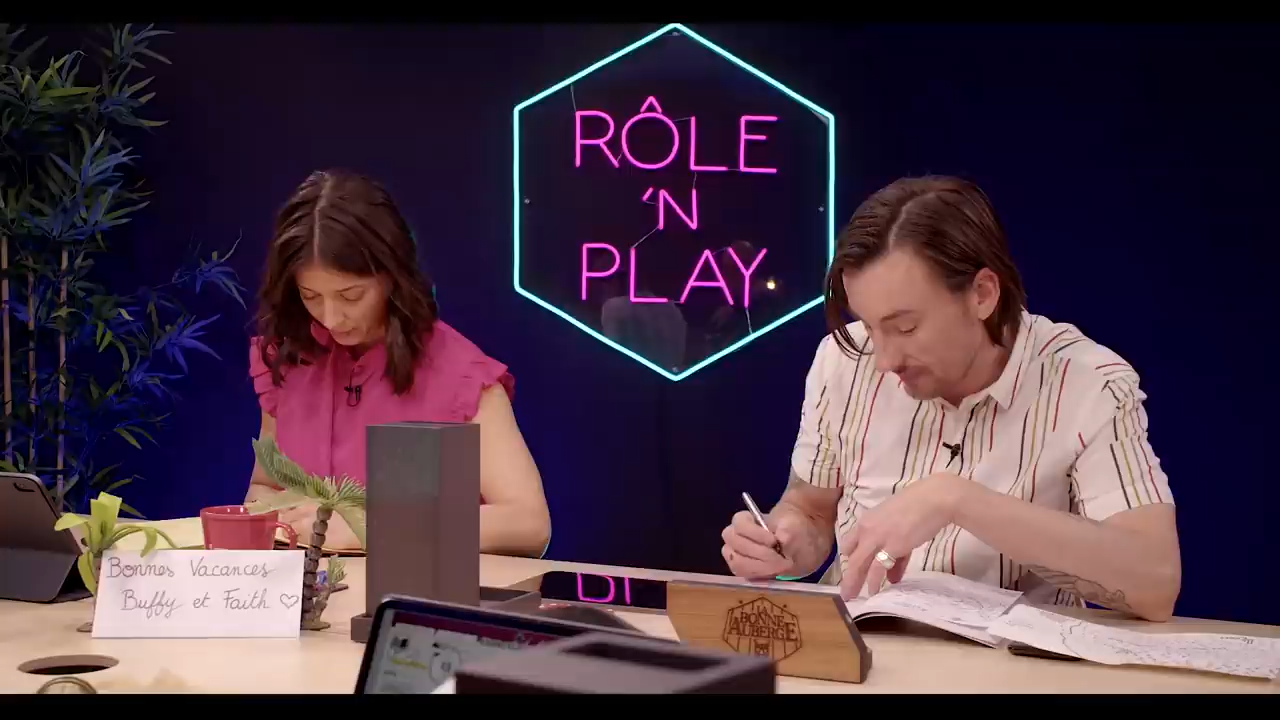 RÔLE
'N
PLAY
Bonnes Vacances
Buffy et Faith ♡
LA
BONNE
AUBERGE